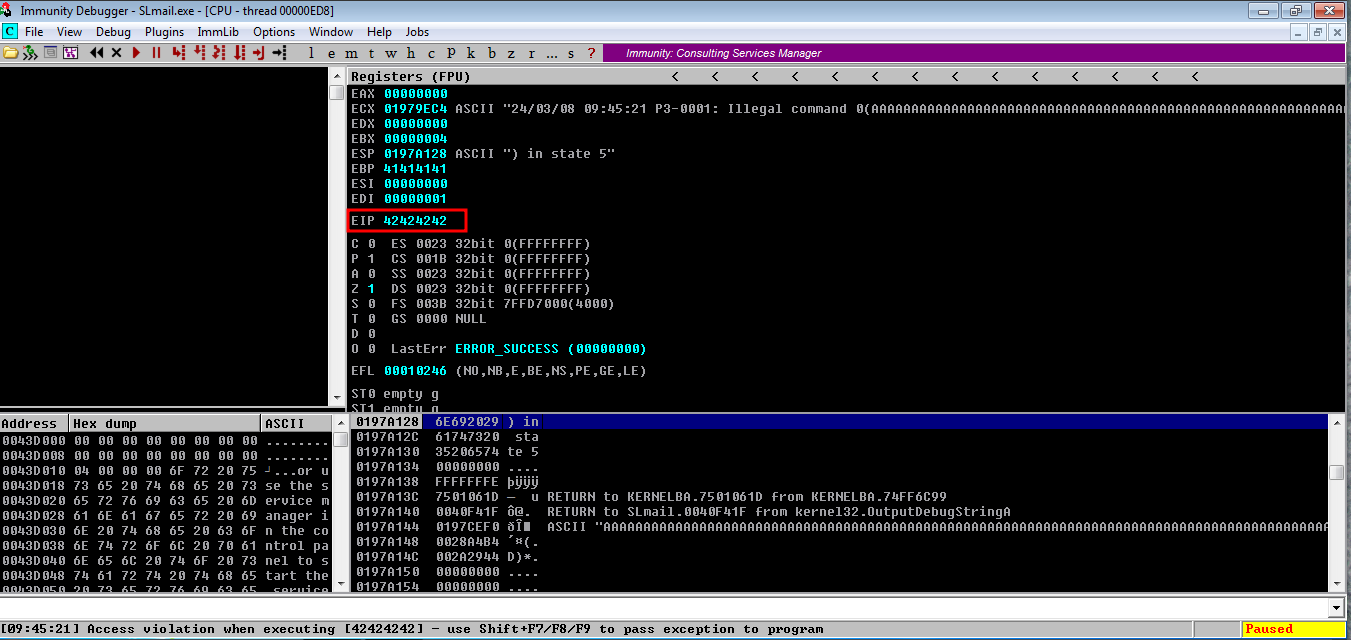 Immunity Debugger - SLmail.exe - [CPU - thread 00000ED8]
C File View Debug Plugins ImmLib Options Window Help Jobs
l e m t w h c P k b z r ... s ? Immunity: Consulting Services Manager
Registers (FPU) < < < < < < < < < < < < < <
EAX 00000000
ECX 01979EC4 ASCII "24/03/08 09:45:21 P3-0001: Illegal command 0(
EDX 00000000
EBX 00000004
ESP 0197A128 ASCII ") in state 5"
EBP 41414141
ESI 00000000
EDI 00000001
EIP 42424242
C 0 ES 0023 32bit 0(FFFFFFFF)
P 1 CS 001B 32bit 0(FFFFFFFF)
A 0 SS 0023 32bit 0(FFFFFFFF)
Z 1 DS 0023 32bit 0(FFFFFFFF)
S 0 FS 003B 32bit 7FFD7000(4000)
T 0 GS 0000 NULL
D 0
O 0 LastErr ERROR_SUCCESS (00000000)
EFL 00010246 (NO,NB,E,BE,NS,PE,GE,LE)
ST0 empty g
ST1 empty g
Address Hex dump ASCII
0043D000 00 00 00 00 00 00 00 00 ........
0043D008 00 00 00 00 00 00 00 00 ........
0043D010 04 00 00 00 6F 72 20 75 ┘...or u
0043D018 73 65 20 74 68 65 20 73 se the s
0043D020 65 72 76 69 63 65 20 6D ervice m
0043D028 61 6E 61 67 65 72 20 69 anager i
0043D030 6E 20 74 68 65 20 63 6F n the co
0043D038 6E 74 72 6F 6C 20 70 61 ntrol pa
0043D040 6E 65 6C 20 74 6F 20 73 nel to s
0043D048 74 61 72 74 20 74 68 65 tart the
0043D050 20 73 65 72 76 69 63 65 service
0197A128 6E692029 ) in
0197A12C 61747320 sta
0197A130 35206574 te 5
0197A134 00000000 ....
0197A138 FFFFFFFE þÿÿÿ
0197A13C 7501061D – u RETURN to KERNELBA.7501061D from KERNELBA.74FF6C99
0197A140 0040F41F ô@. RETURN to SLmail.0040F41F from kernel32.OutputDebugStringA
0197A144 0197CEF0 ASCII
0197A148 0028A4B4 ´¤(.
0197A14C 002A2944 D)*.
0197A150 00000000 ....
0197A154 00000000 ....
[09:45:21] Access violation when executing [42424242] - use Shift+F7/F8/F9 to pass exception to program Paused